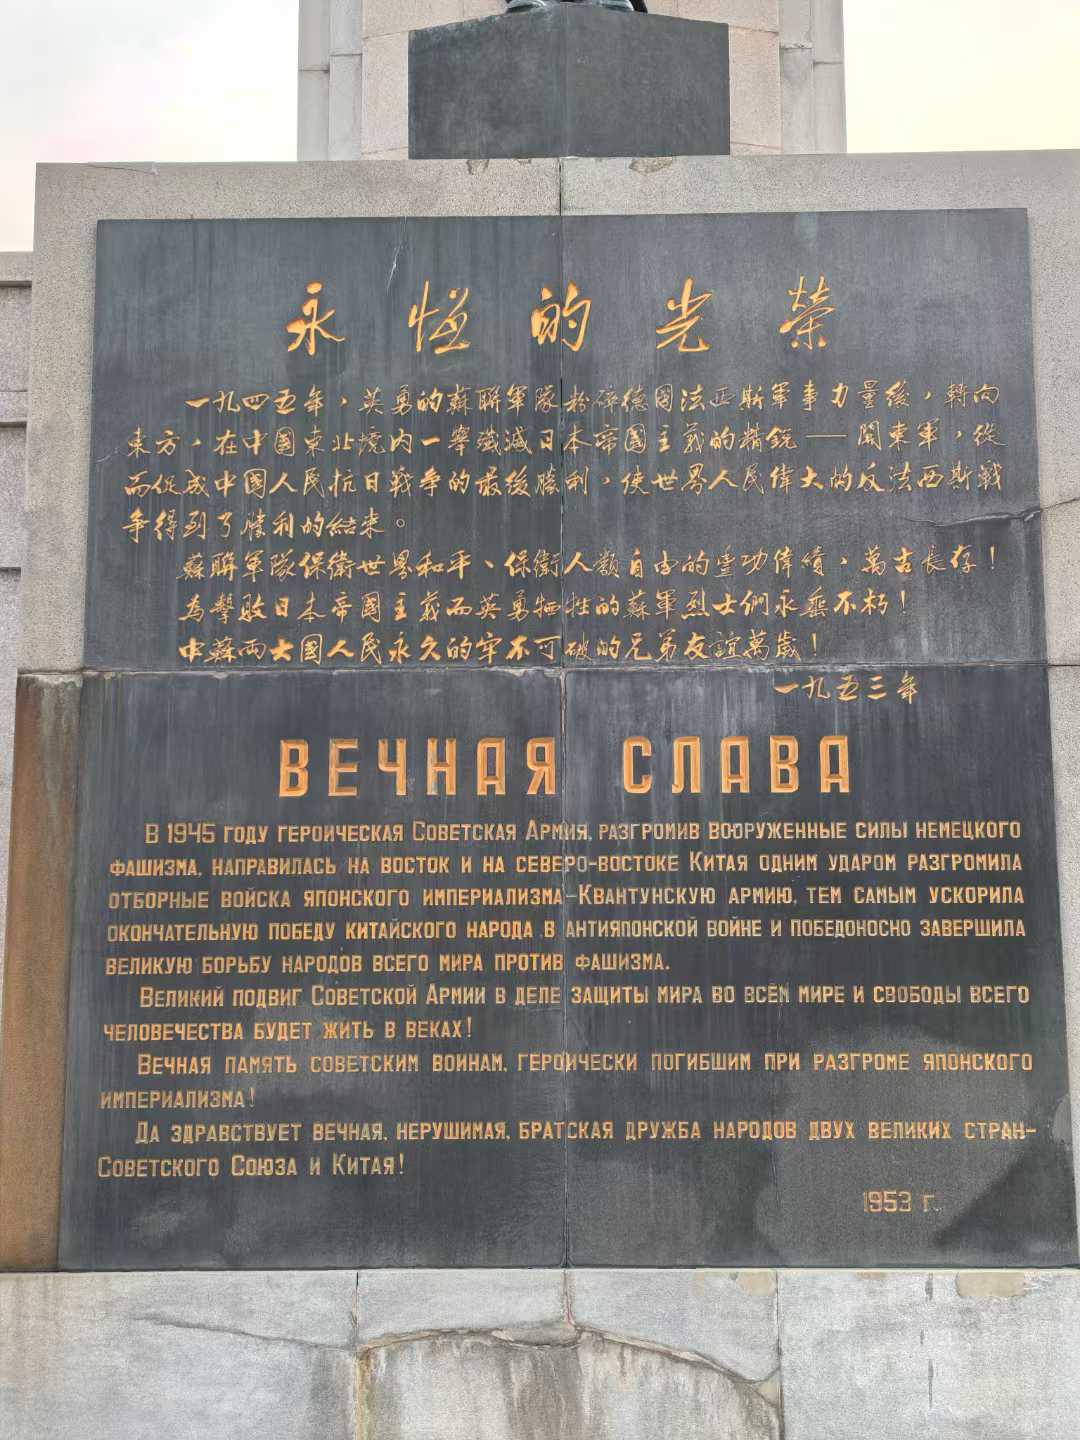 永恆的光榮
一九四五年，英勇的蘇聯軍隊粉碎德國法西斯軍事力量後，轉向
東方，在中國東北境内一舉殲滅日本帝國主義的精銳——関東軍，從
而促成中國人民抗日戰争的最後勝利，使世界人民偉大的反法西斯戰
争得到了勝利的結束。
蘇聯軍隊保衛世界和平、保衛人類自由的豐功偉績，萬古長存！
為擊敗日本帝國主義而英勇牺牲的蘇軍烈士們永垂不朽！
中蘇两大國人民永久的牢不可破的兄弟友誼萬歲！
一九五三年
ВЕЧНАЯ СЛАВА
В 1945 году героическая Советская Армия, разгромив вооруженные силы немецкого
фашизма, направилась на восток и на северо-востоке Китая одним ударом разгромила
отборные войска японского империализма-Квантунскую армию, тем самым ускорила
окончательную победу китайского народа в антияпонской войне и победоносно завершила
великую борьбу народов всего мира против фашизма.
Великий подвиг Советской Армии в деле защиты мира во всём мире и свободы всего
человечества будет жить в веках!
Вечная память советским воинам, героически погибшим при разгроме японского
империализма!
Да здравствует вечная, нерушимая, братская дружба народов двух великих стран-
Советского Союза и Китая!
1953 г.